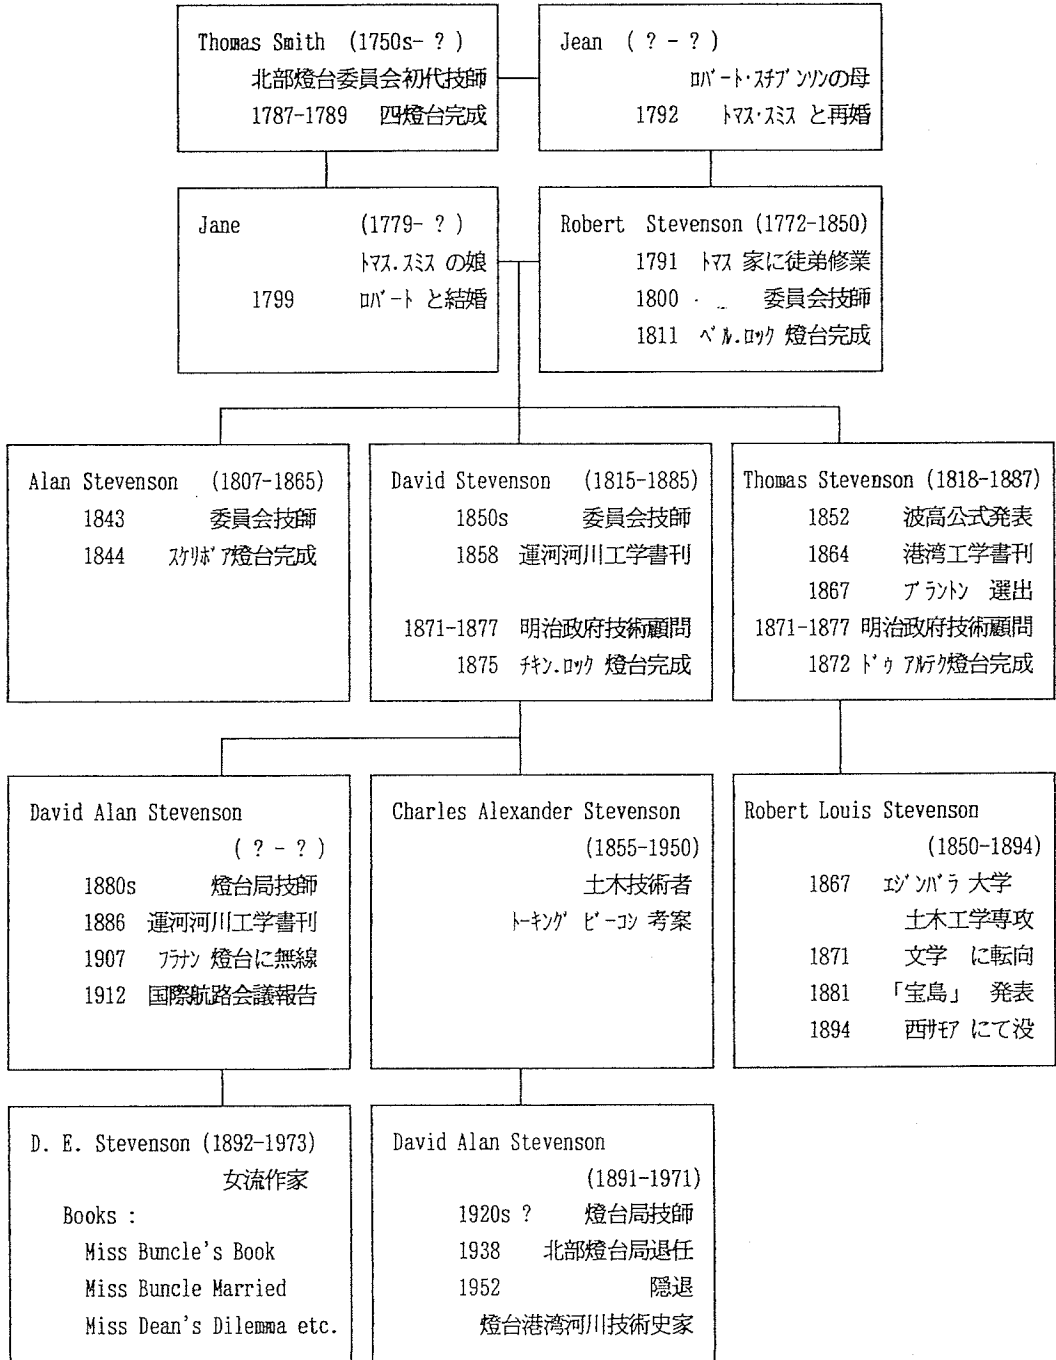 Thomas Smith (1750s- ? )
北部燈台委員会初代技師
1787-1789 四燈台完成
Jean ( ? - ? )
ﾛﾊﾞｰﾄ･ｽﾁﾌﾞﾝｿﾝの母
1792 ﾄﾏｽ･ｽﾐｽ と再婚
Jane (1779- ? )
ﾄﾏｽ.ｽﾐｽ の娘
1799 ﾛﾊﾞｰﾄ と結婚
Robert Stevenson (1772-1850)
1791 ﾄﾏｽ 家に徒弟修業
1800 委員会技師
1811 ﾍﾞﾙ.ﾛｯｸ 燈台完成
Alan Stevenson (1807-1865)
1843 委員会技師
1844 ｽｹﾘﾎﾞｱ燈台完成
David Stevenson (1815-1885)
1850s 委員会技師
1858 運河河川工学書刊
1871-1877 明治政府技術顧問
1875 ﾁｷﾝ.ﾛｯｸ 燈台完成
Thomas Stevenson (1818-1887)
1852 波高公式発表
1864 港湾工学書刊
1867 ﾌﾞﾗﾝﾄﾝ 選出
1871-1877 明治政府技術顧問
1872 ﾄﾞｩ ｱﾙﾃｸ燈台完成
David Alan Stevenson
( ? - ? )
1880s 燈台局技師
1886 運河河川工学書刊
1907 ﾌﾗﾅﾝ 燈台に無線
1912 国際航路会議報告
Charles Alexander Stevenson
(1855-1950)
土木技術者
ﾄｰｷﾝｸﾞ ﾋﾞｰｺﾝ 考案
Robert Louis Stevenson
(1850-1894)
1867 ｴｼﾞﾝﾊﾞﾗ 大学
土木工学専攻
1871 文学 に転向
1881 「宝島」 発表
1894 西ｻﾓｱ にて没
D. E. Stevenson (1892-1973)
女流作家
Books :
Miss Buncle's Book
Miss Buncle Married
Miss Dean's Dilemma etc.
David Alan Stevenson
(1891-1971)
1920s ? 燈台局技師
1938 北部燈台局退任
1952 隠退
燈台港湾河川技術史家